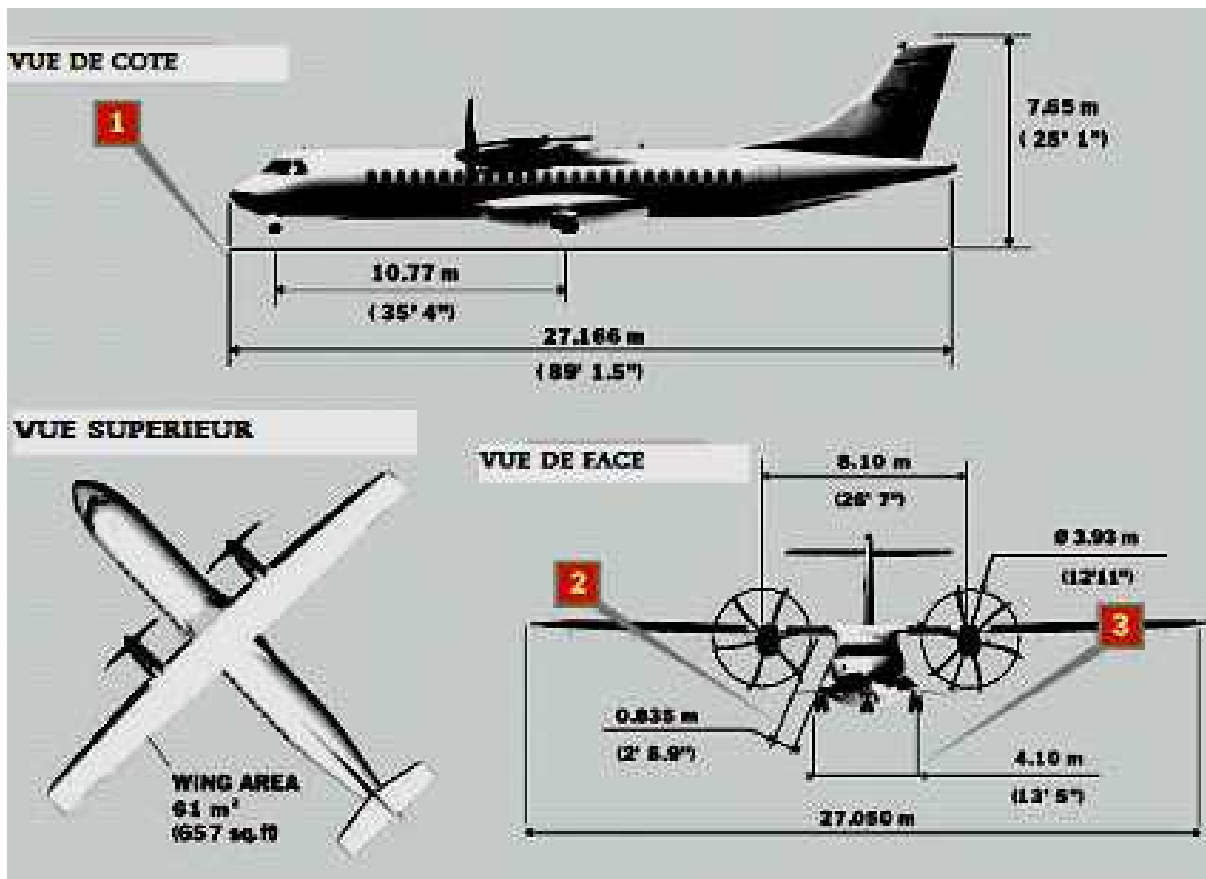 VUE DE COTE
1
7.65 m
(25' 1")
10.77 m
(35' 4")
27.166 m
(89' 1.5")
VUE SUPERIEUR
WING AREA
61 m²
(657 sq.ft)
VUE DE FACE
8.10 m
(26' 7")
Ø 3.93 m
(12'11")
2
3
0.835 m
(2' 8.9")
4.10 m
(13' 5")
27.050 m